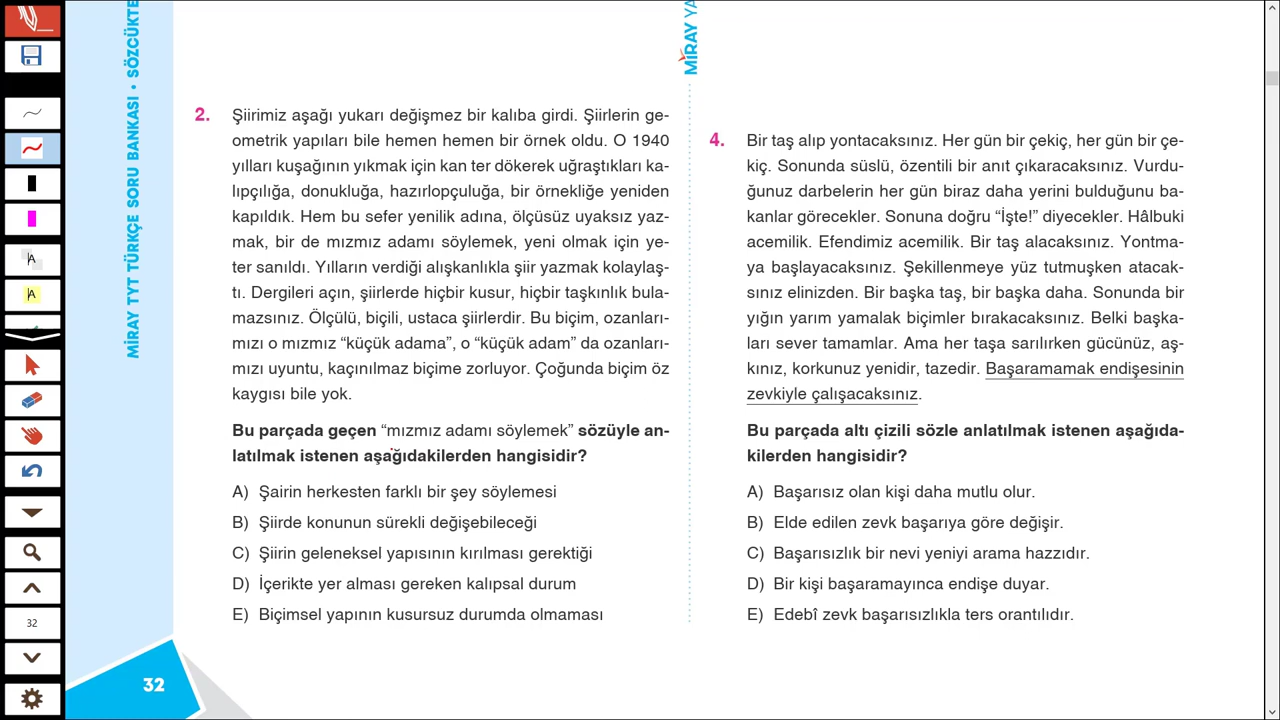 MİRAY TYT TÜRKÇE SORU BANKASI • SÖZCÜKTE
MİRAY YA
2. Şiirimiz aşağı yukarı değişmez bir kalıba girdi. Şiirlerin ge-
ometrik yapıları bile hemen hemen bir örnek oldu. O 1940
yılları kuşağının yıkmak için kan ter dökerek uğraştıkları ka-
lıpçılığa, donukluğa, hazırlopçuluğa, bir örnekliğe yeniden
kapıldık. Hem bu sefer yenilik adına, ölçüsüz uyaksız yaz-
mak, bir de mızmız adamı söylemek, yeni olmak için ye-
ter sanıldı. Yılların verdiği alışkanlıkla şiir yazmak kolaylaş-
tı. Dergileri açın, şiirlerde hiçbir kusur, hiçbir taşkınlık bula-
mazsınız. Ölçülü, biçili, ustaca şiirlerdir. Bu biçim, ozanları-
mızı o mızmız “küçük adama”, o “küçük adam” da ozanları-
mızı uyuntu, kaçınılmaz biçime zorluyor. Çoğunda biçim öz
kaygısı bile yok.
Bu parçada geçen “mızmız adamı söylemek” sözüyle an-
latılmak istenen aşağıdakilerden hangisidir?
A) Şairin herkesten farklı bir şey söylemesi
B) Şiirde konunun sürekli değişebileceği
C) Şiirin geleneksel yapısının kırılması gerektiği
D) İçerikte yer alması gereken kalıpsal durum
E) Biçimsel yapının kusursuz durumda olmaması
4. Bir taş alıp yontacaksınız. Her gün bir çekiç, her gün bir çe-
kiç. Sonuna süslü, özentili bir anıt çıkaracaksınız. Vurdu-
ğunuz darbelerin her gün biraz daha yerini bulduğunu ba-
kanlar görecekler. Sonuna doğru “İşte!” diyecekler. Hâlbuki
acemilik. Efendimiz acemilik. Bir taş alacaksınız. Yontma-
ya başlayacaksınız. Şekillenmeye yüz tutmuşken atacak-
sınız elinizden. Bir başka taş, bir başka daha. Sonunda bir
yığın yarım yamalak biçimler bırakacaksınız. Belki başka-
ları sever tamamlar. Ama her taşa sarılırken gücünüz, aş-
kınız, korkunuz yenidir, tazedir. Başaramamak endişesinin
zevkiyle çalışacaksınız.
Bu parçada altı çizili sözle anlatılmak istenen aşağıda-
kilerden hangisidir?
A) Başarısız olan kişi daha mutlu olur.
B) Elde edilen zevk başarıya göre değişir.
C) Başarısızlık bir nevi yeniyi arama hazzıdır.
D) Bir kişi başaramayınca endişe duyar.
E) Edebî zevk başarısızlıkla ters orantılıdır.
32
32
A
A